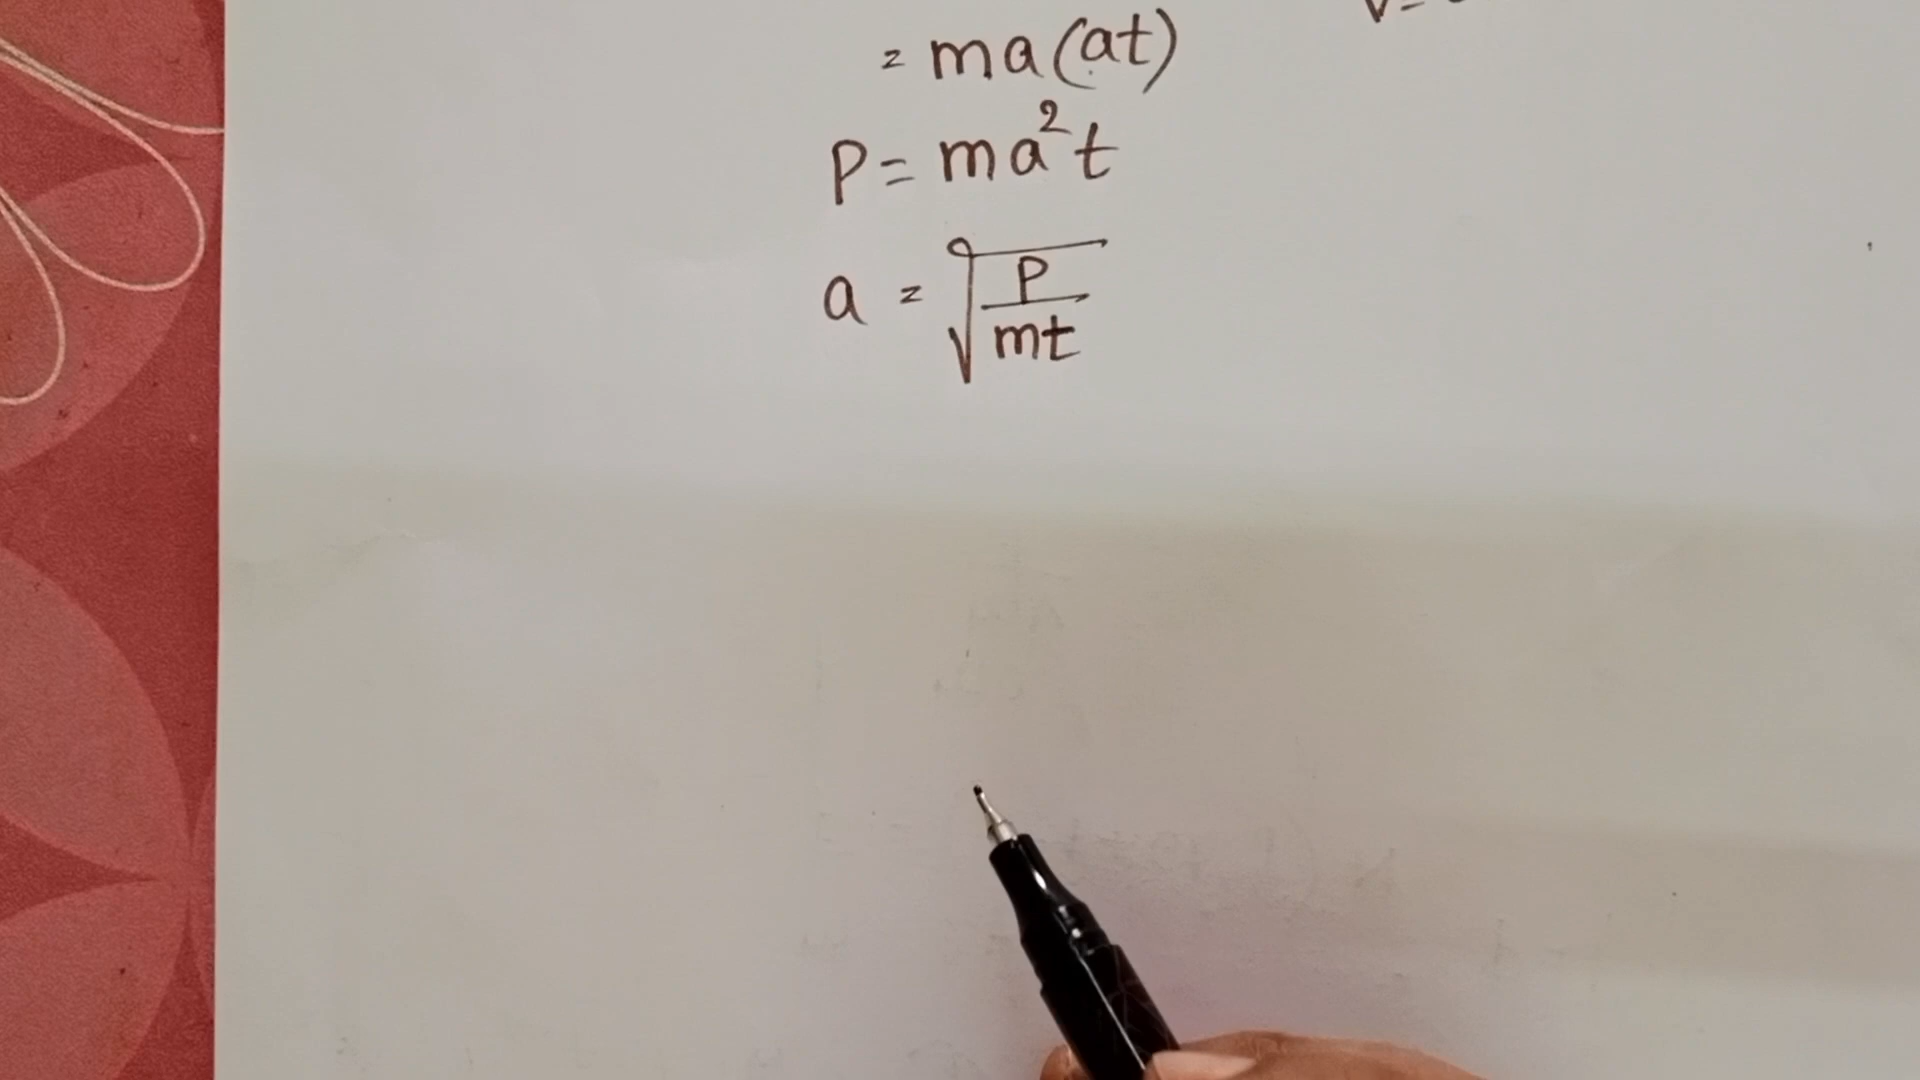 = ma(at)
V=
P = ma²t
a = √(P/mt)